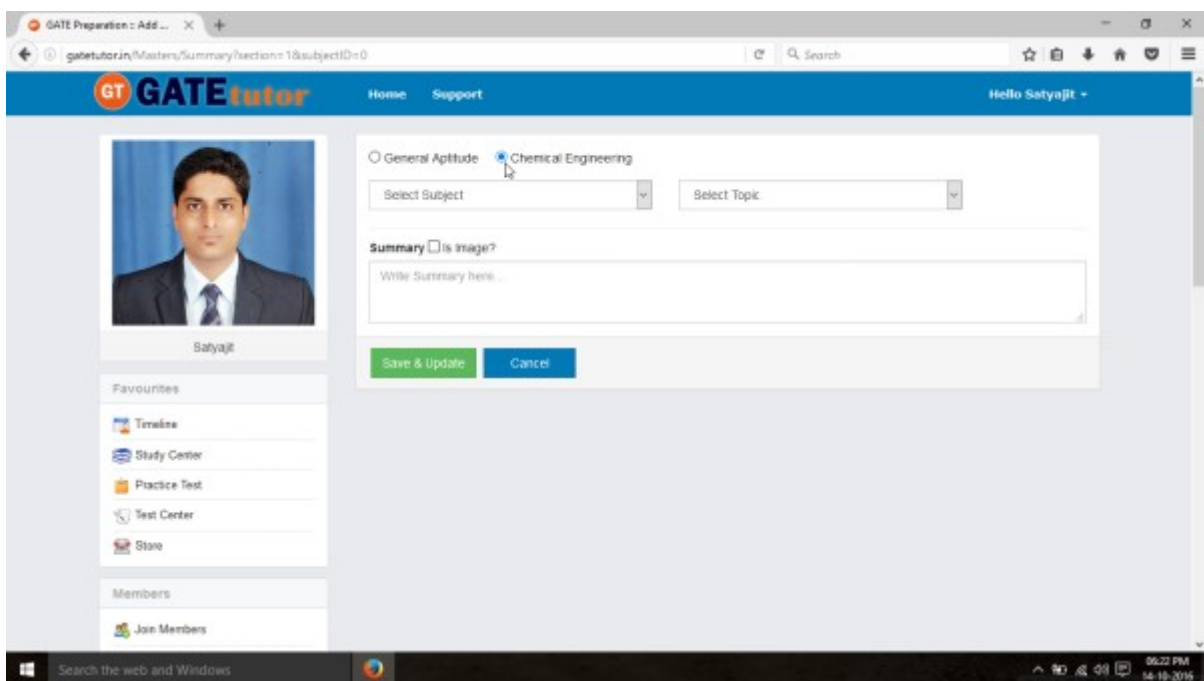 GATE Preparation :: Add ...
gatetutor.in/Masters/Summary?section=1&subjectID=0
Search
GT GATEtutor
Home Support
Hello Satyajit
General Aptitude Chemical Engineering
Select Subject Select Topic
Summary Is Image?
Write Summary here...
Satyajit
Save & Update Cancel
Favourites
Timeline
Study Center
Practice Test
Test Center
Store
Members
Join Members
Search the web and Windows
06:22 PM
14-10-2016